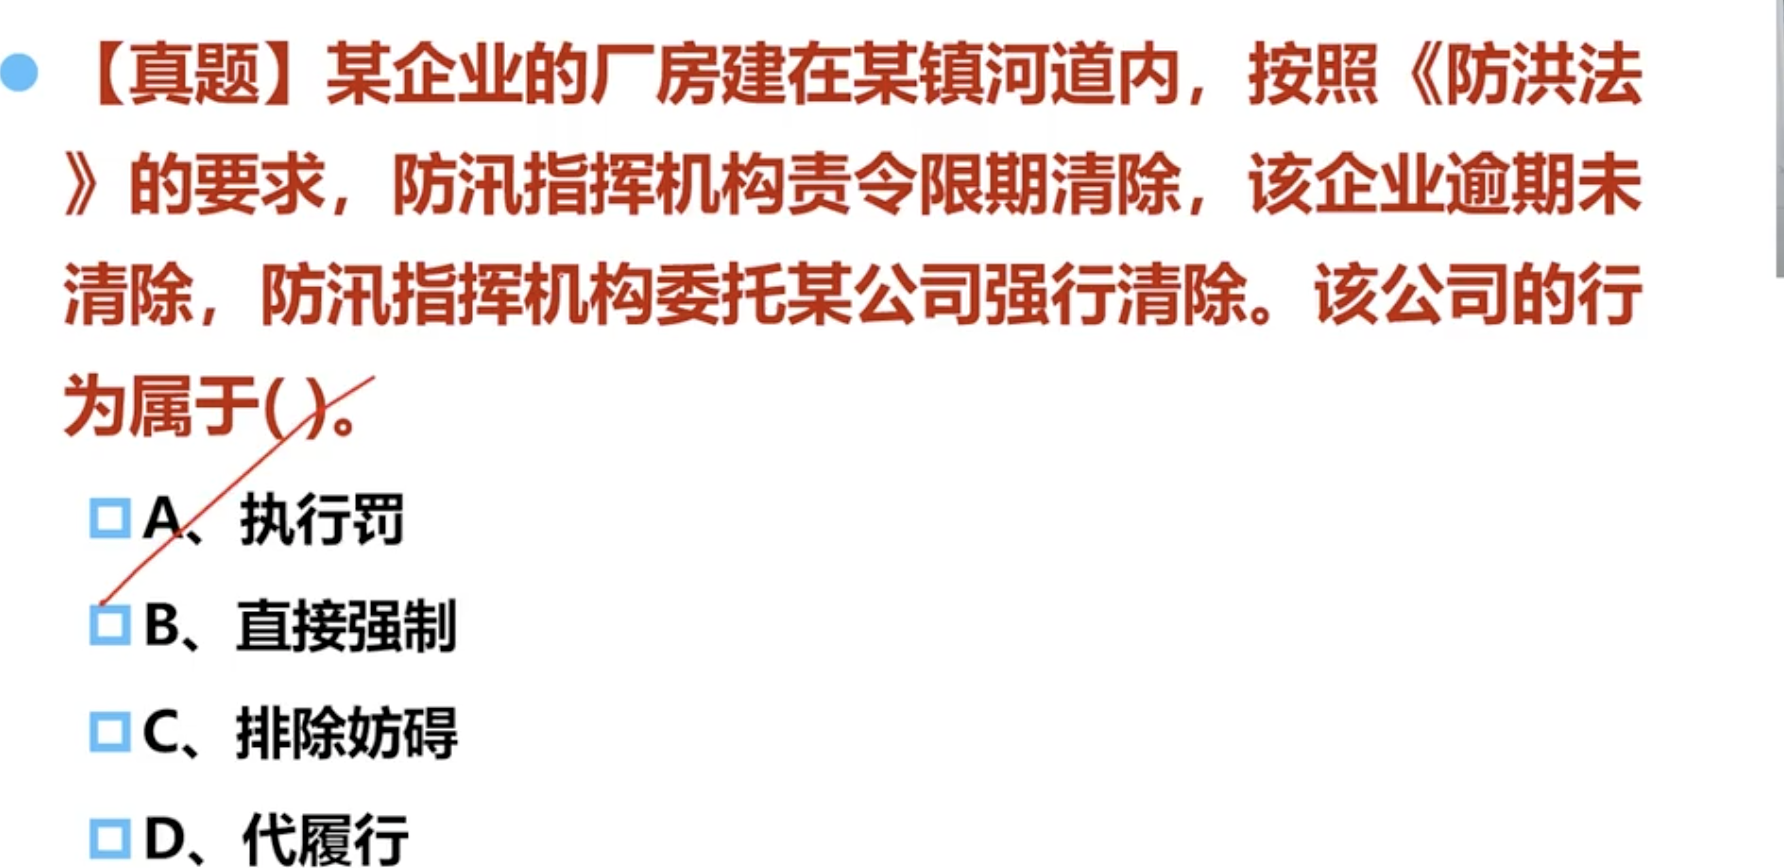 【真题】某企业的厂房建在某镇河道内，按照《防洪法
》的要求，防汛指挥机构责令限期清除，该企业逾期未
清除，防汛指挥机构委托某公司强行清除。该公司的行
为属于( )。
A、执行罚
B、直接强制
C、排除妨碍
D、代履行